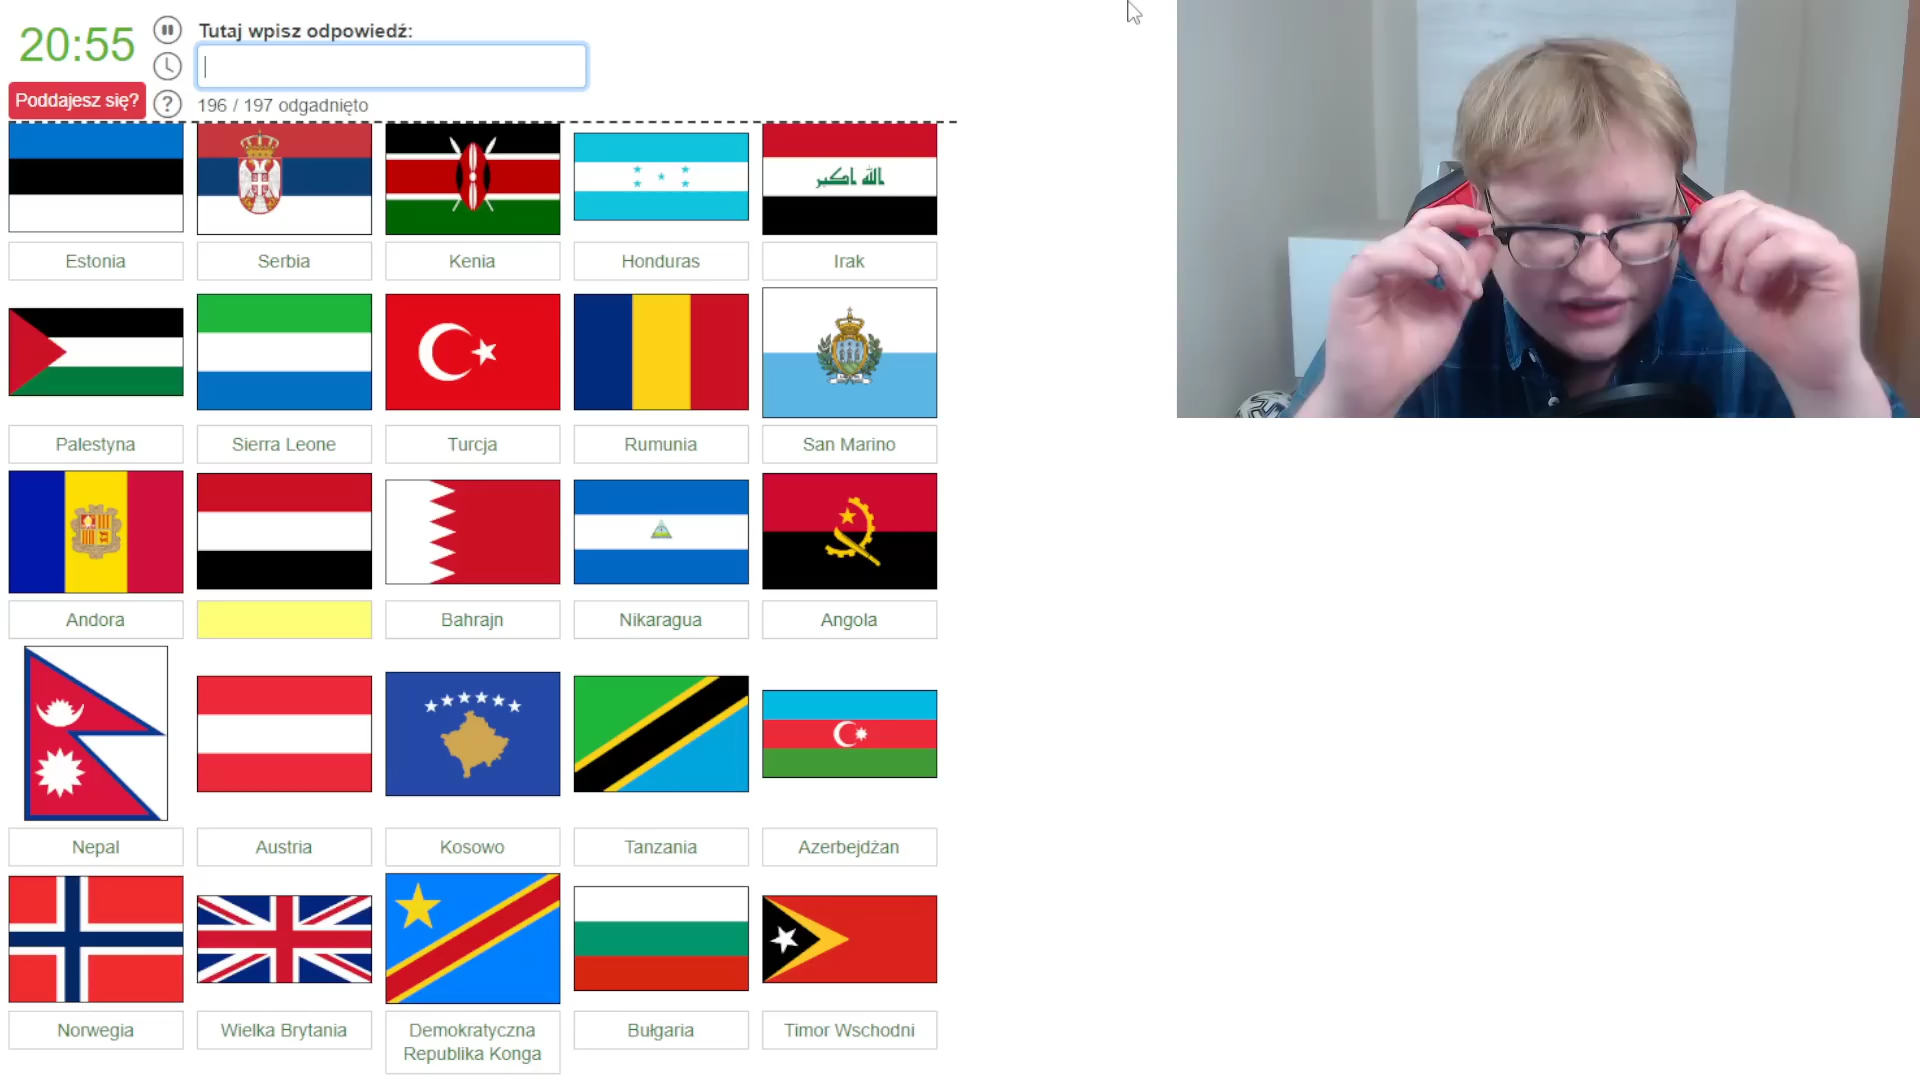 20:55
Tutaj wpisz odpowiedź:
Poddajesz się?
?
196 / 197 odgadnięto
الله اكبر
Estonia
Serbia
Kenia
Honduras
Irak
Palestyna
Sierra Leone
Turcja
Rumunia
San Marino
Andora
Bahrajn
Nikaragua
Angola
Nepal
Austria
Kosowo
Tanzania
Azerbejdżan
Norwegia
Wielka Brytania
Demokratyczna
Republika Konga
Bułgaria
Timor Wschodni